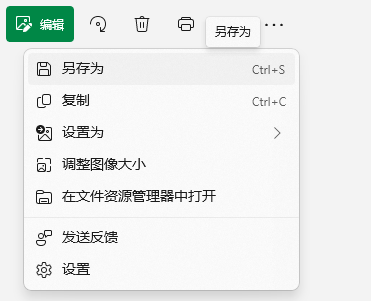 编辑
另存为
另存为 Ctrl+S
复制 Ctrl+C
设置为
调整图像大小
在文件资源管理器中打开
发送反馈
设置